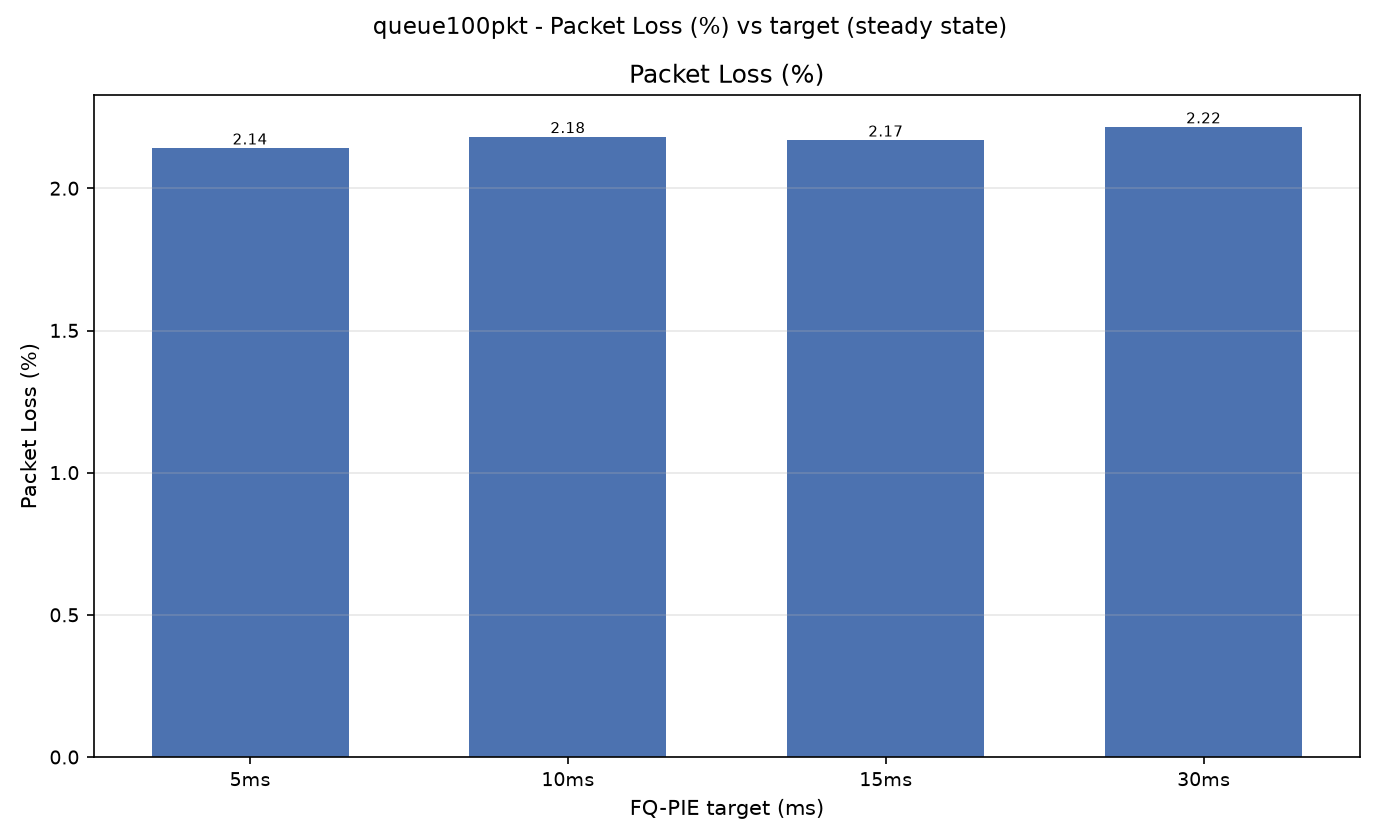 queue100pkt - Packet Loss (%) vs target (steady state)
Packet Loss (%)
2.14
2.18
2.17
2.22
2.0
1.5
1.0
0.5
0.0
Packet Loss (%)
5ms
10ms
15ms
30ms
FQ-PIE target (ms)